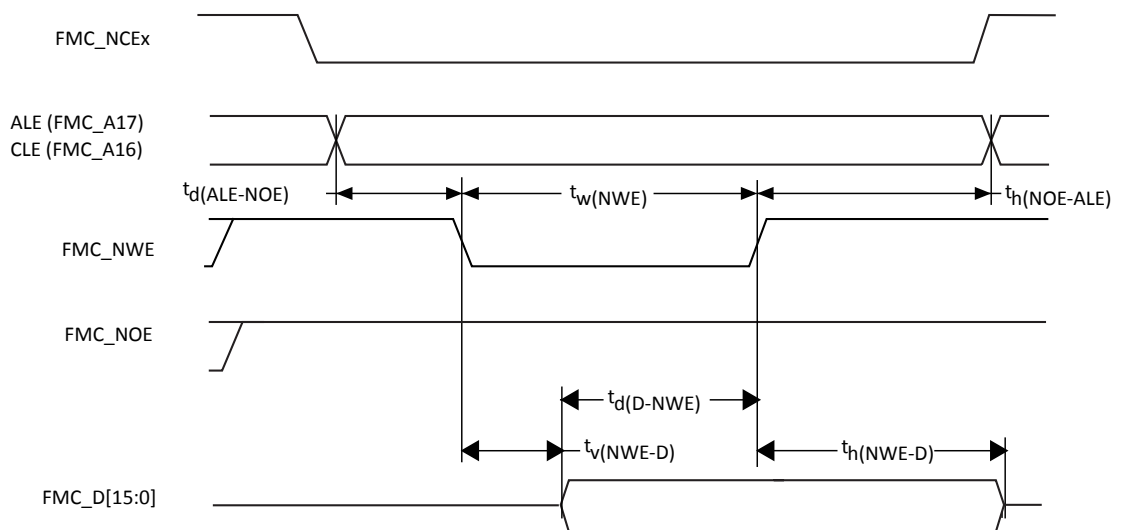 FMC_NCEx
ALE (FMC_A17)
CLE (FMC_A16)
td(ALE-NOE) tw(NWE) th(NOE-ALE)
FMC_NWE
FMC_NOE
td(D-NWE)
tv(NWE-D) th(NWE-D)
FMC_D[15:0]